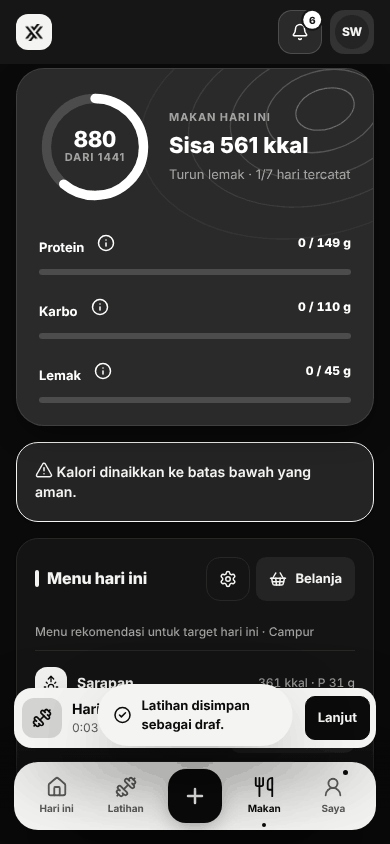 6
SW
880
DARI 1441
MAKAN HARI INI
Sisa 561 kkal
Turun lemak · 1/7 hari tercatat
Protein
0 / 149 g
Karbo
0 / 110 g
Lemak
0 / 45 g
Kalori dinaikkan ke batas bawah yang
aman.
Menu hari ini
Belanja
Menu rekomendasi untuk target hari ini · Campur
Sarapan
361 kkal · P 31 g
Hari
0:03
Latihan disimpan
sebagai draf.
Lanjut
Hari ini
Latihan
Makan
Saya